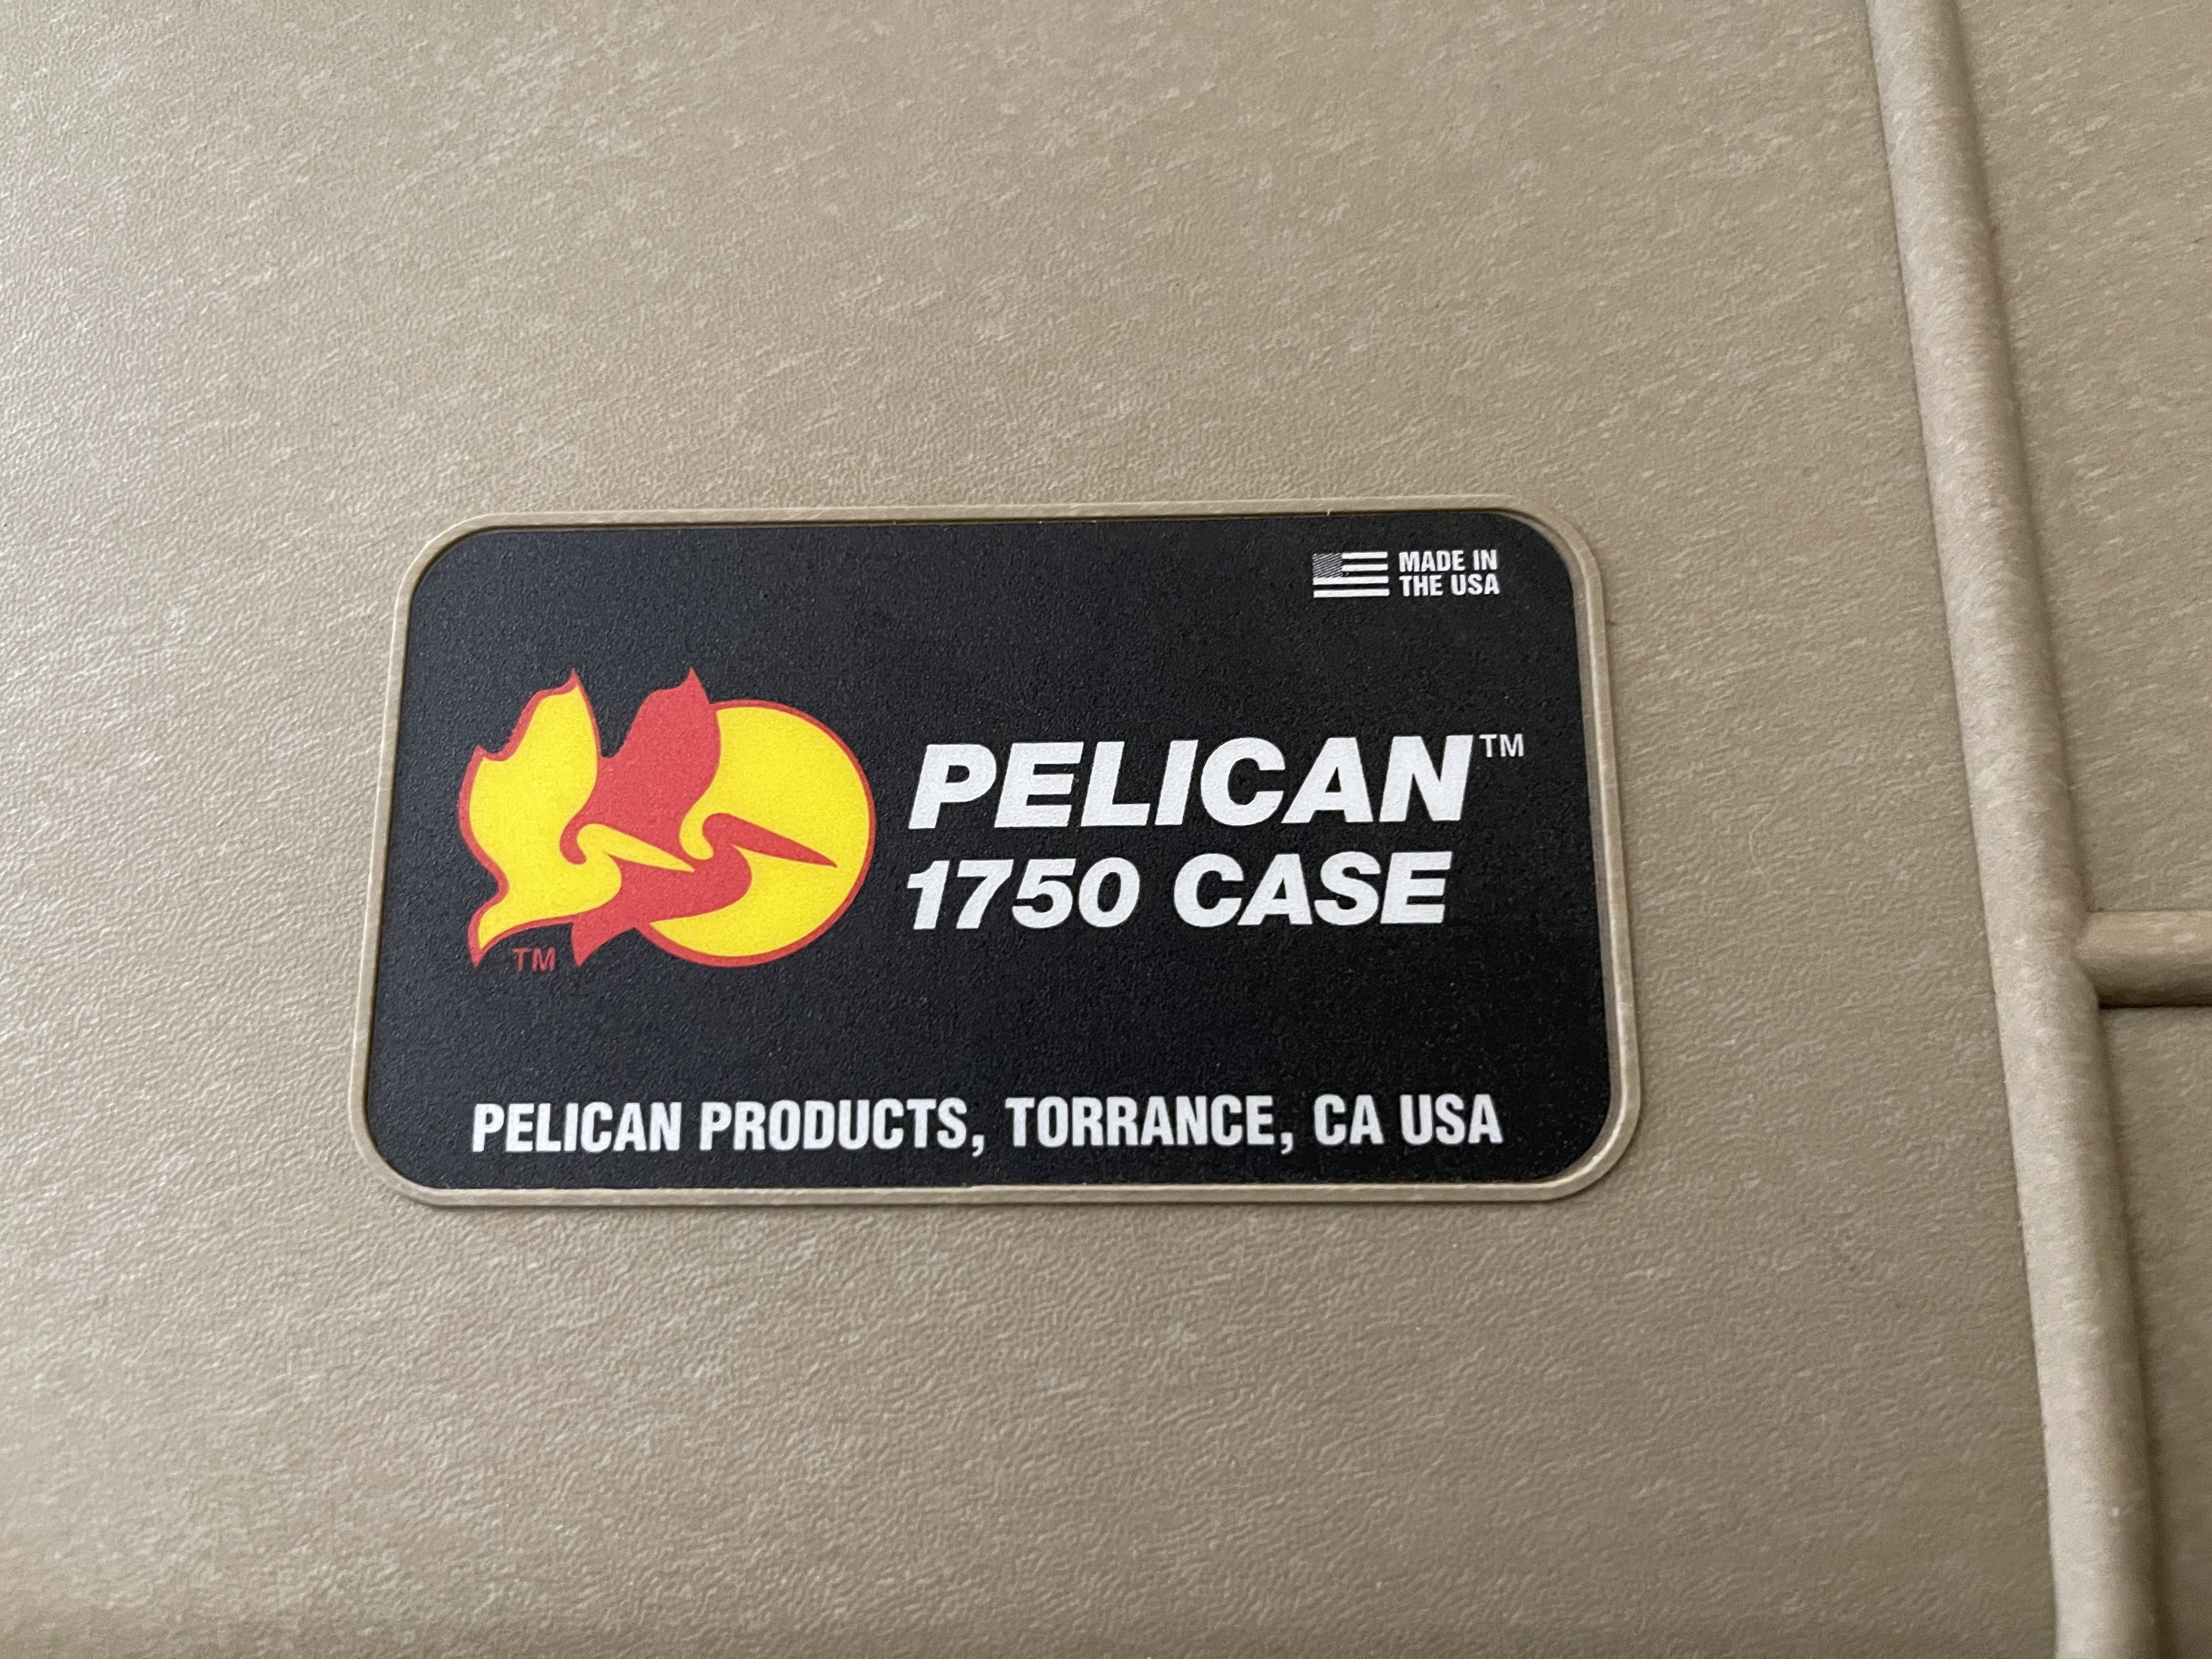 MADE IN
THE USA
PELICAN™
1750 CASE
TM
PELICAN PRODUCTS, TORRANCE, CA USA